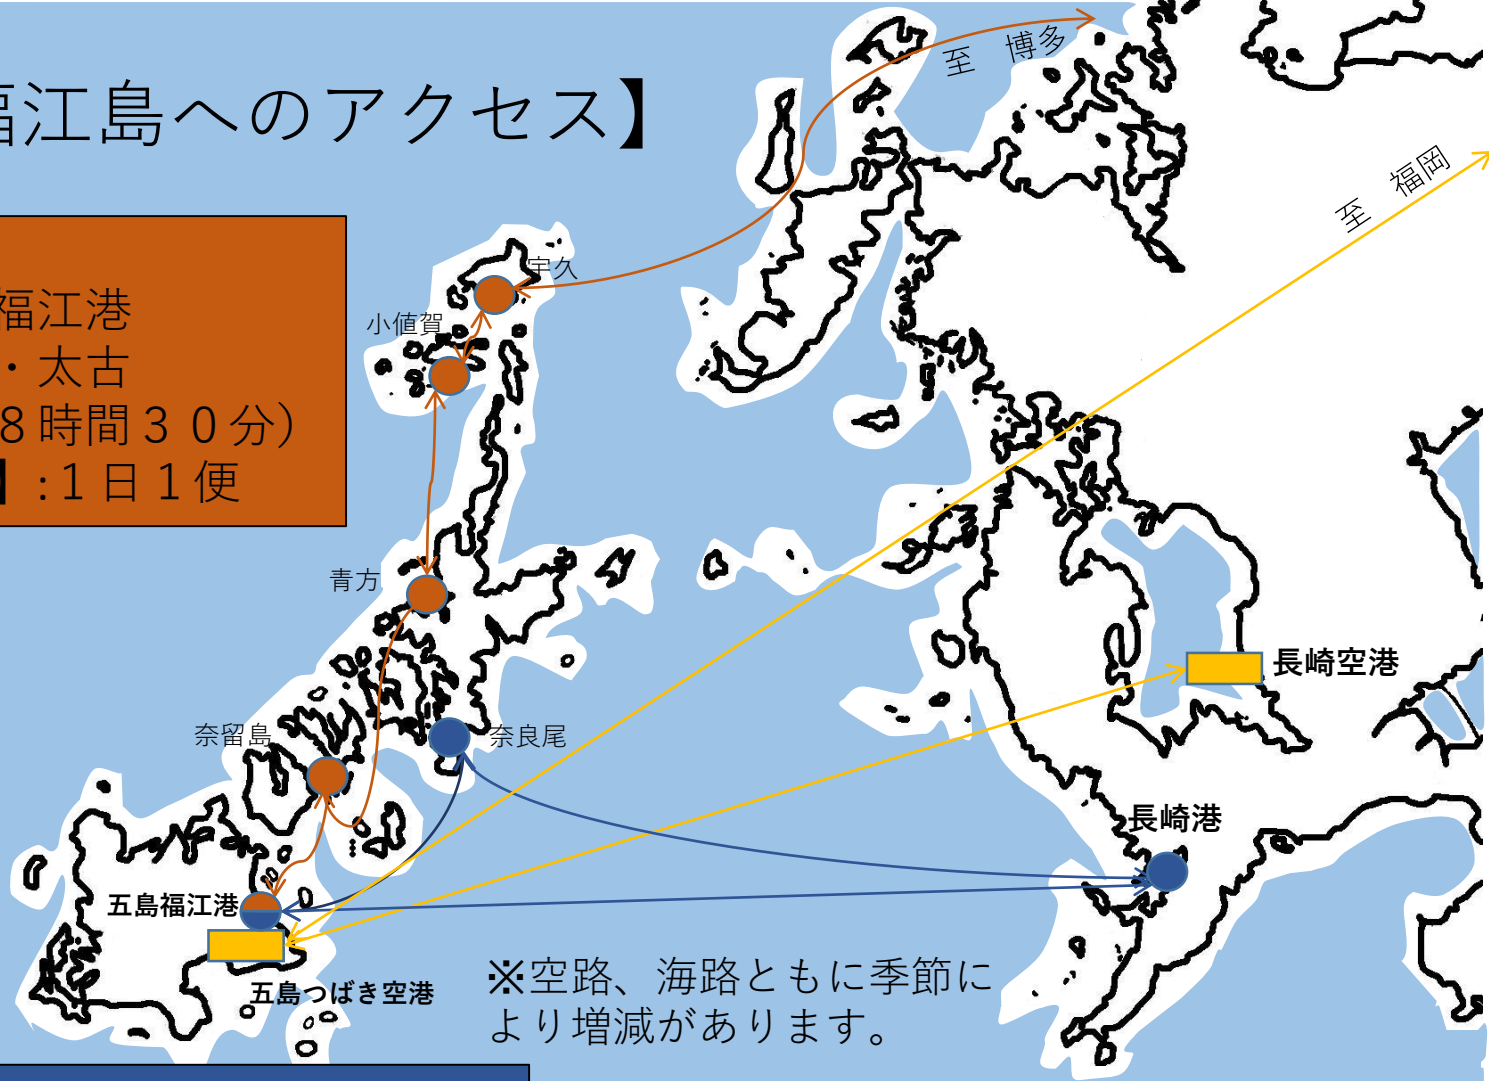 福江島へのアクセス】
至 博多
至 福岡
福江港
・太古
８時間３０分）
】:１日１便
宇久
小値賀
青方
奈留島
奈良尾
長崎空港
長崎港
五島福江港
五島つばき空港
※空路、海路ともに季節に
より増減があります。